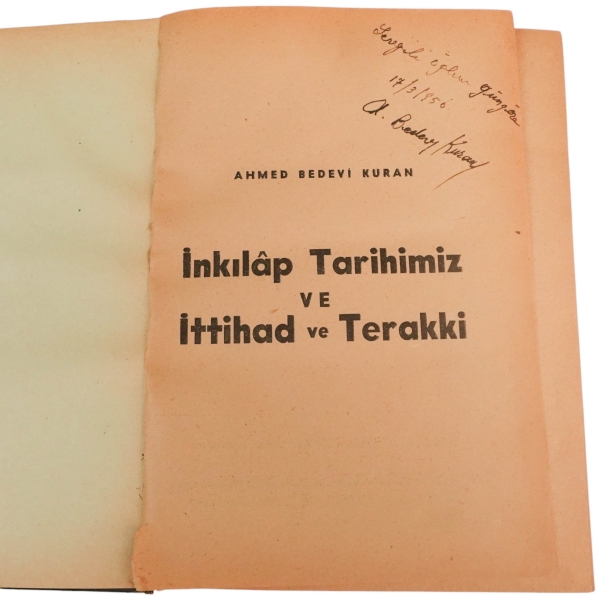 Sevgili oğlum Güngöre
17/3/956
A. Bedevi Kuran
AHMED BEDEVİ KURAN
İnkılâp Tarihimiz
VE
İttihad ve Terakki